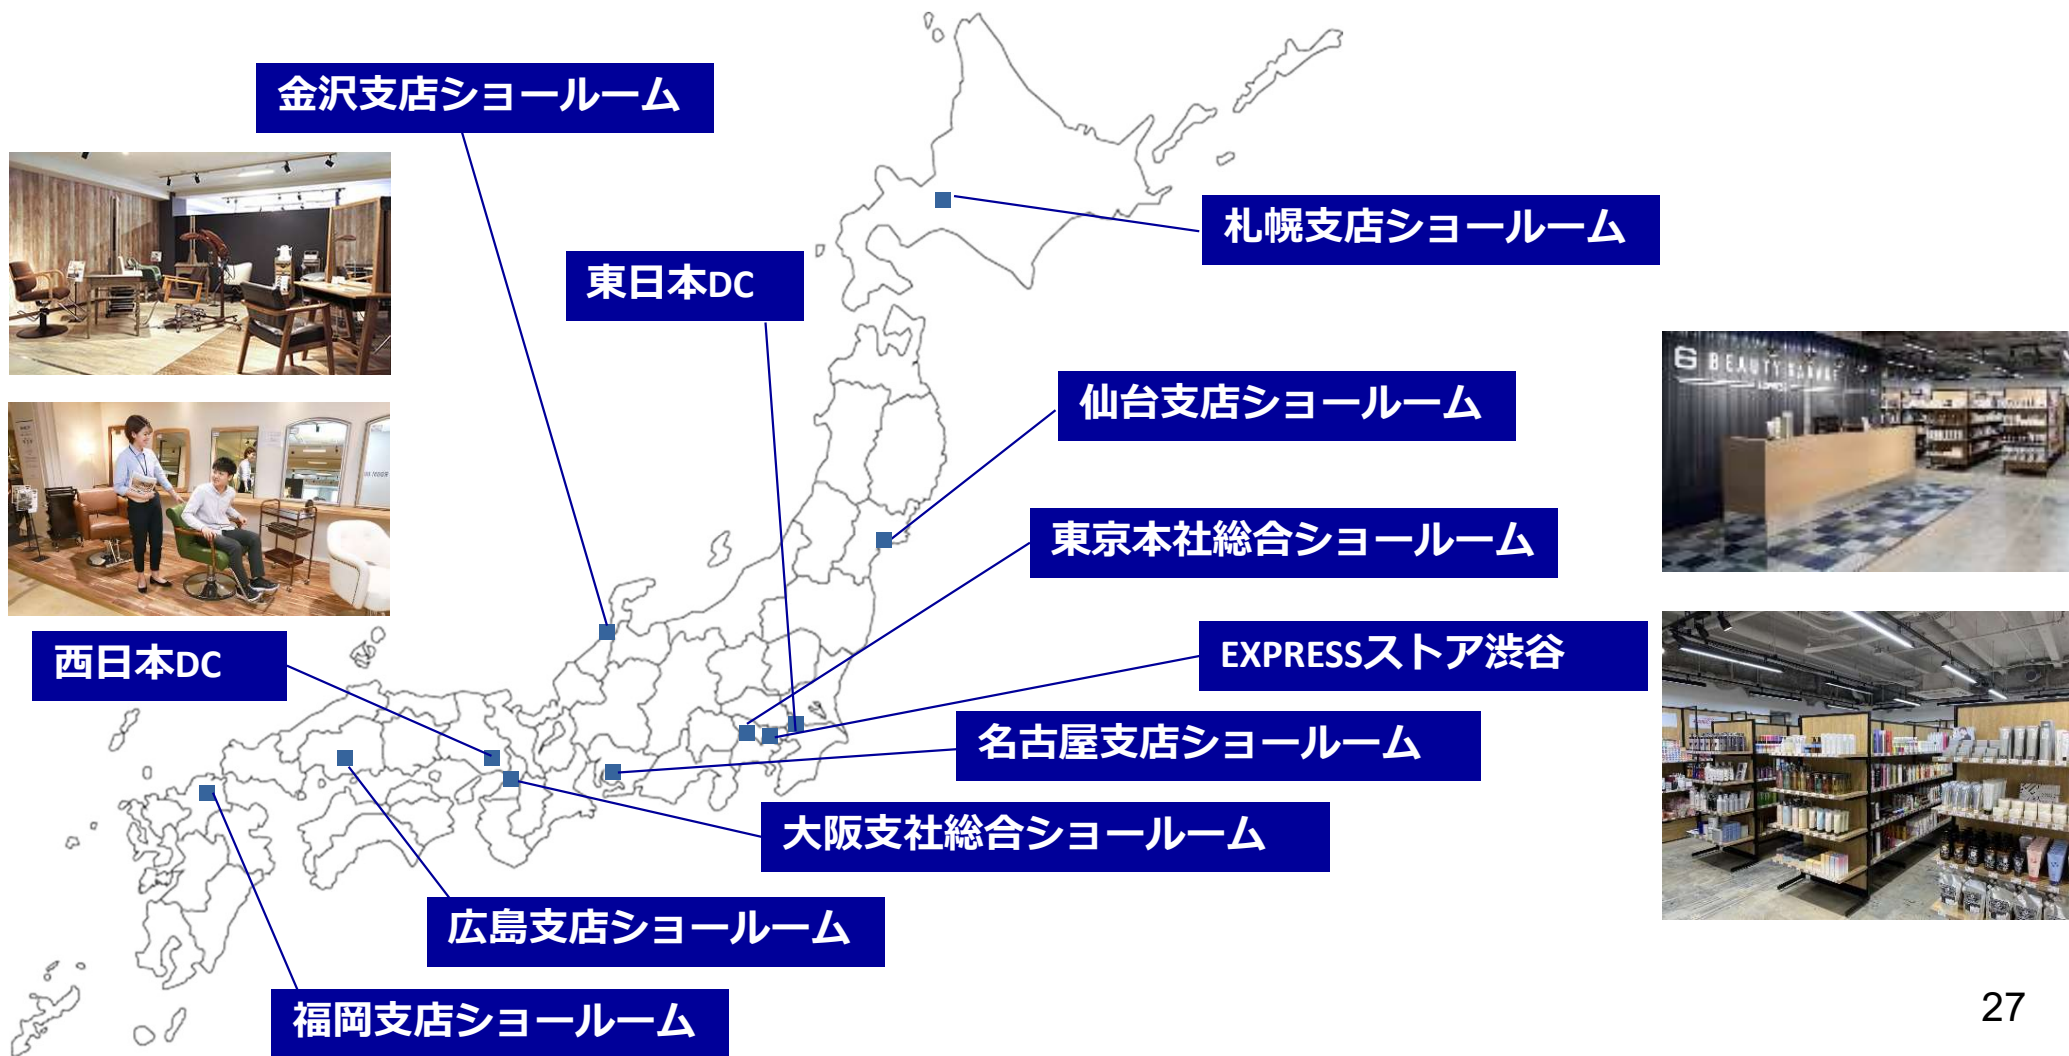 金沢支店ショールーム
札幌支店ショールーム
東日本DC
仙台支店ショールーム
東京本社総合ショールーム
西日本DC
EXPRESSストア渋谷
名古屋支店ショールーム
大阪支社総合ショールーム
広島支店ショールーム
福岡支店ショールーム
BEAUTY
27